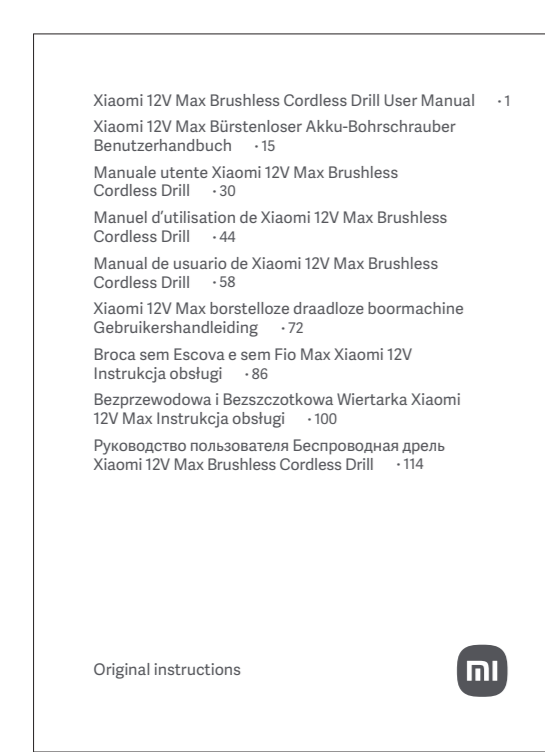 Xiaomi 12V Max Brushless Cordless Drill User Manual · 1
Xiaomi 12V Max Bürstenloser Akku-Bohrschrauber
Benutzerhandbuch · 15
Manuale utente Xiaomi 12V Max Brushless
Cordless Drill · 30
Manuel d’utilisation de Xiaomi 12V Max Brushless
Cordless Drill · 44
Manual de usuario de Xiaomi 12V Max Brushless
Cordless Drill · 58
Xiaomi 12V Max borstelloze draadloze boormachine
Gebruikershandleiding · 72
Broca sem Escova e sem Fio Max Xiaomi 12V
Instrukcja obsługi · 86
Bezprzewodowa i Bezszczotkowa Wiertarka Xiaomi
12V Max Instrukcja obsługi · 100
Руководство пользователя Беспроводная дрель
Xiaomi 12V Max Brushless Cordless Drill · 114
Original instructions
mi